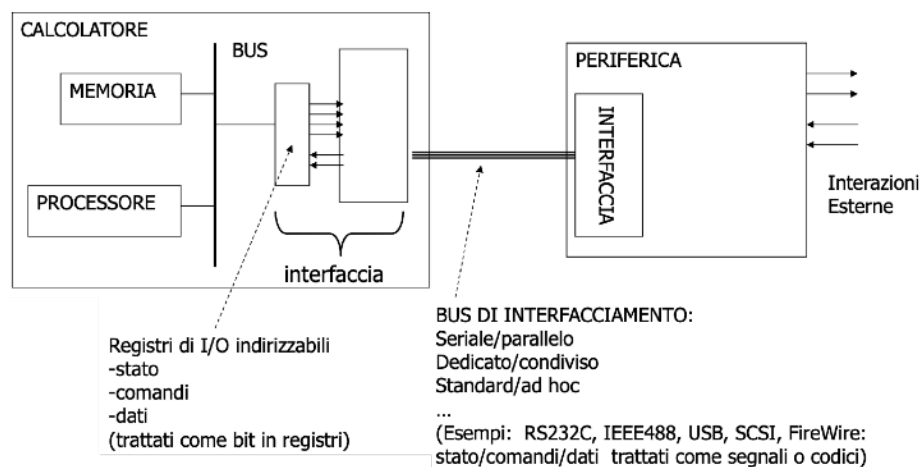 CALCOLATORE
BUS
MEMORIA
PROCESSORE
interfaccia
PERIFERICA
INTERFACCIA
Interazioni
Esterne
Registri di I/O indirizzabili
-stato
-comandi
-dati
(trattati come bit in registri)
BUS DI INTERFACCIAMENTO:
Seriale/parallelo
Dedicato/condiviso
Standard/ad hoc
...
(Esempi: RS232C, IEEE488, USB, SCSI, FireWire:
stato/comandi/dati trattati come segnali o codici)